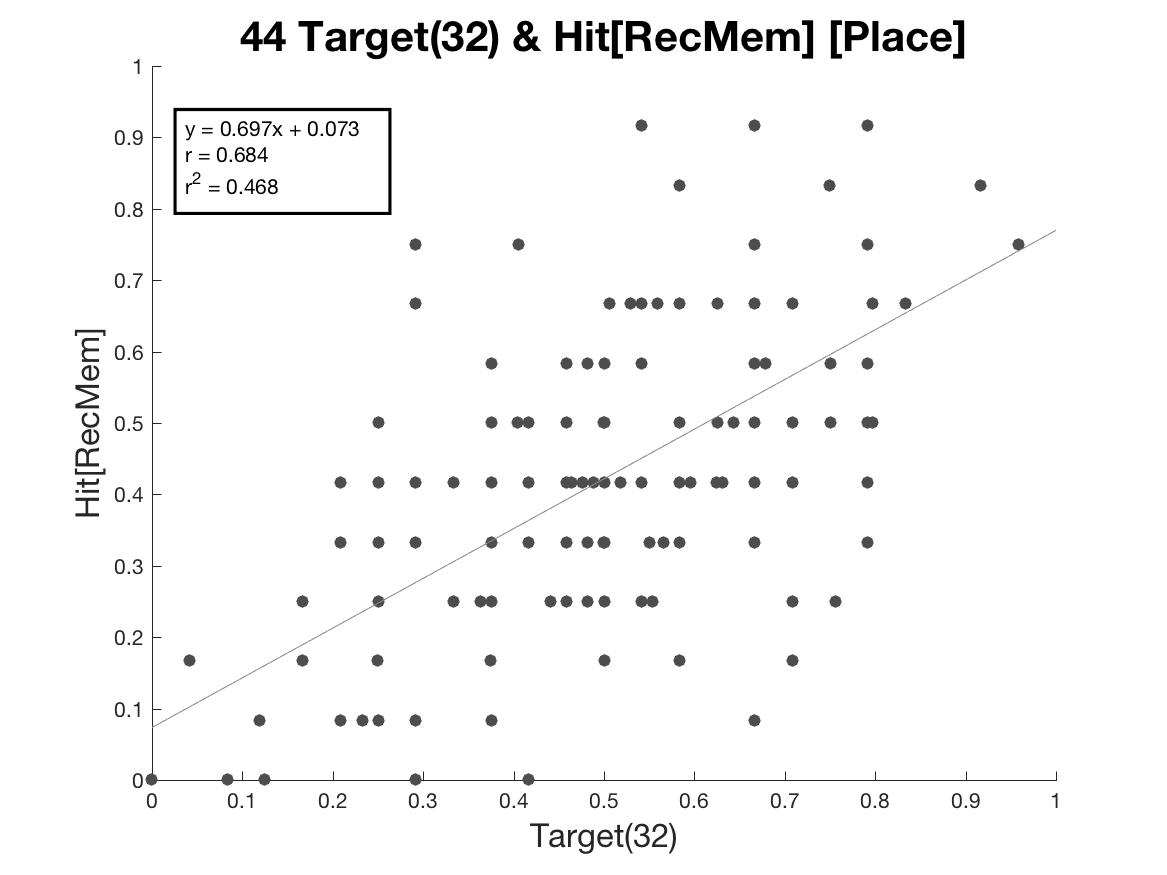 44 Target(32) & Hit[RecMem] [Place]
y = 0.697x + 0.073
r = 0.684
r² = 0.468
1
0.9
0.8
0.7
0.6
0.5
0.4
0.3
0.2
0.1
0
Hit[RecMem]
0 0.1 0.2 0.3 0.4 0.5 0.6 0.7 0.8 0.9 1
Target(32)